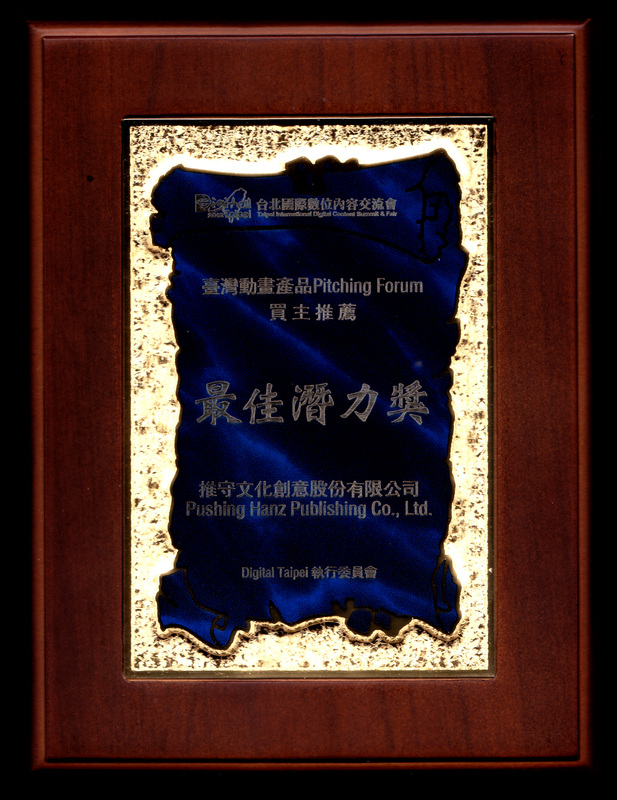 Digital Taipei
台北國際數位內容交流會
Taipei International Digital Content Summit & Fair
臺灣動畫產品Pitching Forum
買主推薦
最佳潛力獎
推守文化創意股份有限公司
Pushing Hanz Publishing Co., Ltd.
Digital Taipei 執行委員會